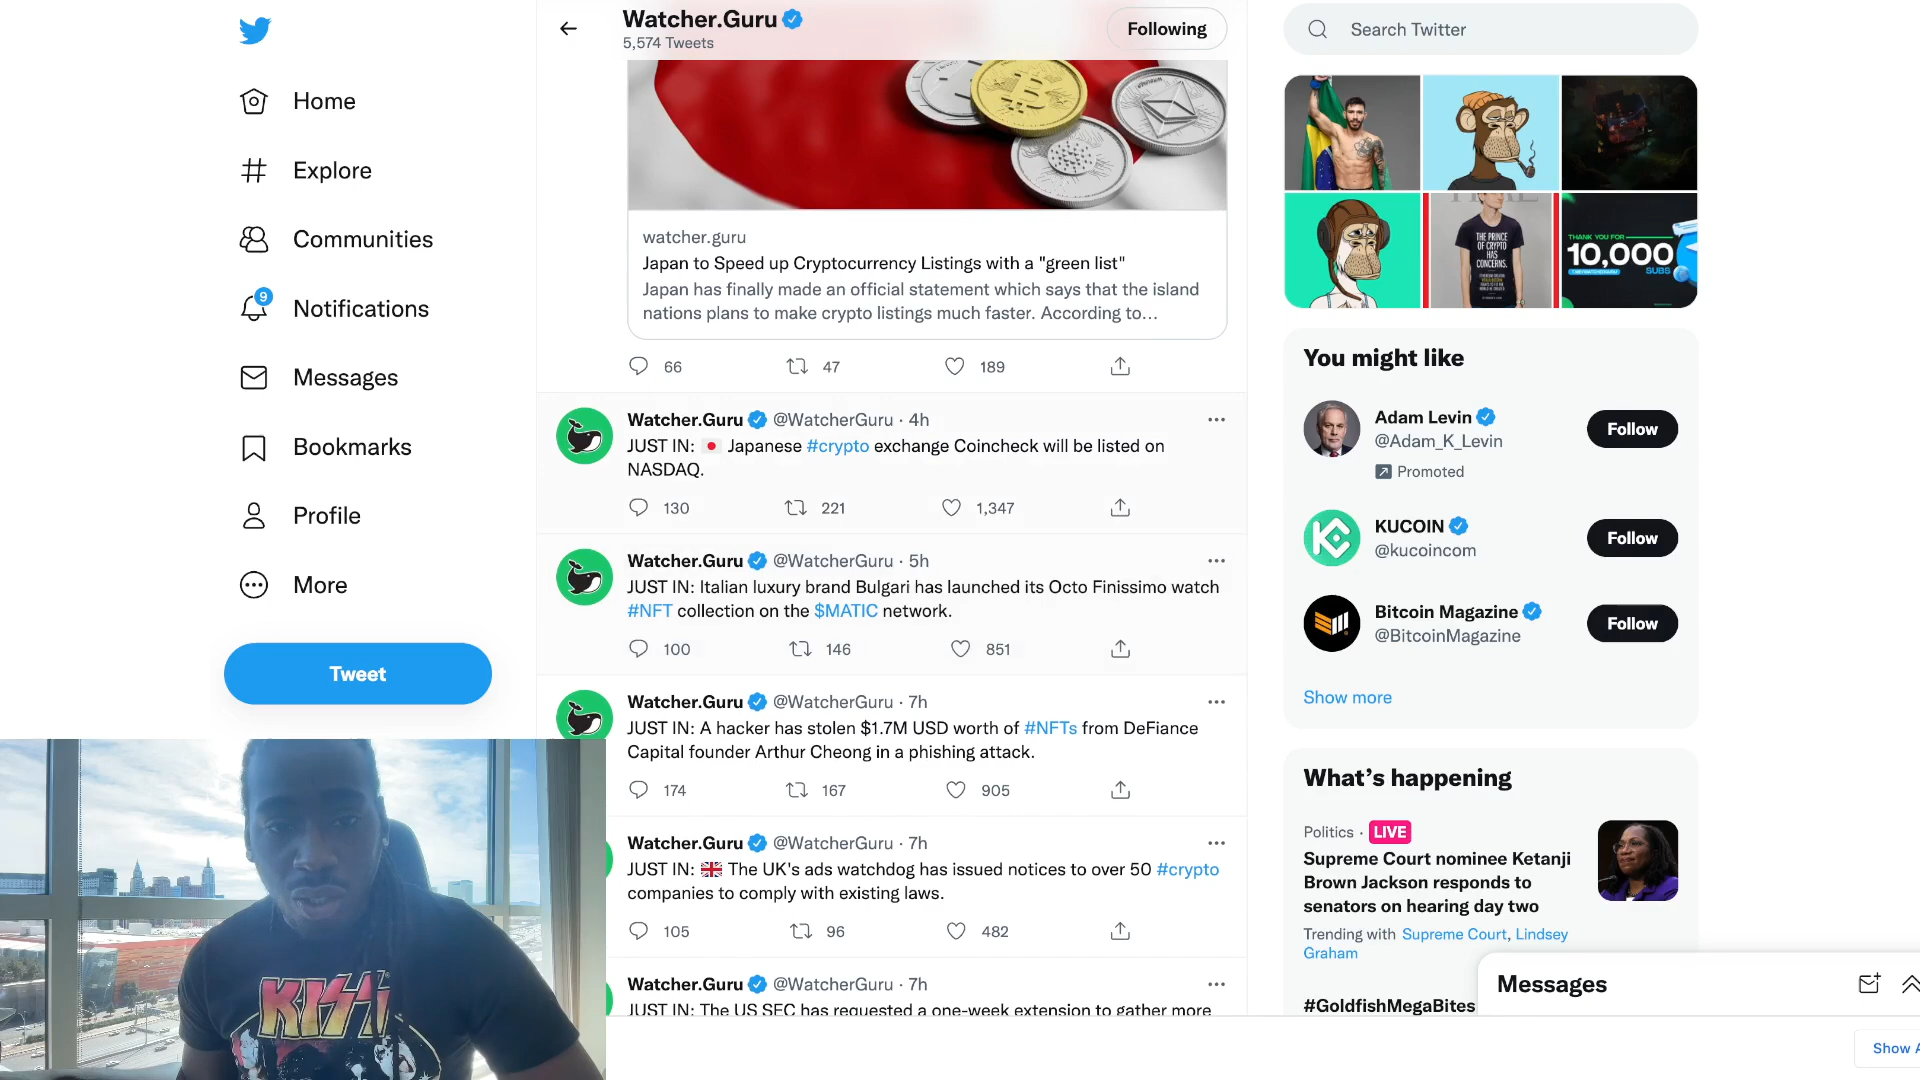 Home
Explore
Communities
9
Notifications
Messages
Bookmarks
Profile
More
Tweet
Watcher.Guru
5,574 Tweets
Following
watcher.guru
Japan to Speed up Cryptocurrency Listings with a "green list"
Japan has finally made an official statement which says that the island
nations plans to make crypto listings much faster. According to...
66 47 189
Watcher.Guru @WatcherGuru · 4h
JUST IN: 🇯🇵 Japanese #crypto exchange Coincheck will be listed on
NASDAQ.
130 221 1,347
Watcher.Guru @WatcherGuru · 5h
JUST IN: Italian luxury brand Bulgari has launched its Octo Finissimo watch
#NFT collection on the $MATIC network.
100 146 851
Watcher.Guru @WatcherGuru · 7h
JUST IN: A hacker has stolen $1.7M USD worth of #NFTs from DeFiance
Capital founder Arthur Cheong in a phishing attack.
174 167 905
Watcher.Guru @WatcherGuru · 7h
JUST IN: 🇬🇧 The UK's ads watchdog has issued notices to over 50 #crypto
companies to comply with existing laws.
105 96 482
Watcher.Guru @WatcherGuru · 7h
JUST IN: The US SEC has requested a one-week extension to gather more
KISS
Search Twitter
THE PRINCE
OF CRYPTO
HAS
CONCERNS.
THANK YOU FOR
10,000
SUBS
You might like
Adam Levin
@Adam_K_Levin
Promoted
Follow
KUCOIN
@kucoincom
Follow
Bitcoin Magazine
@BitcoinMagazine
Follow
Show more
What's happening
Politics · LIVE
Supreme Court nominee Ketanji
Brown Jackson responds to
senators on hearing day two
Trending with Supreme Court, Lindsey
Graham
#GoldfishMegaBites
Messages
Show A